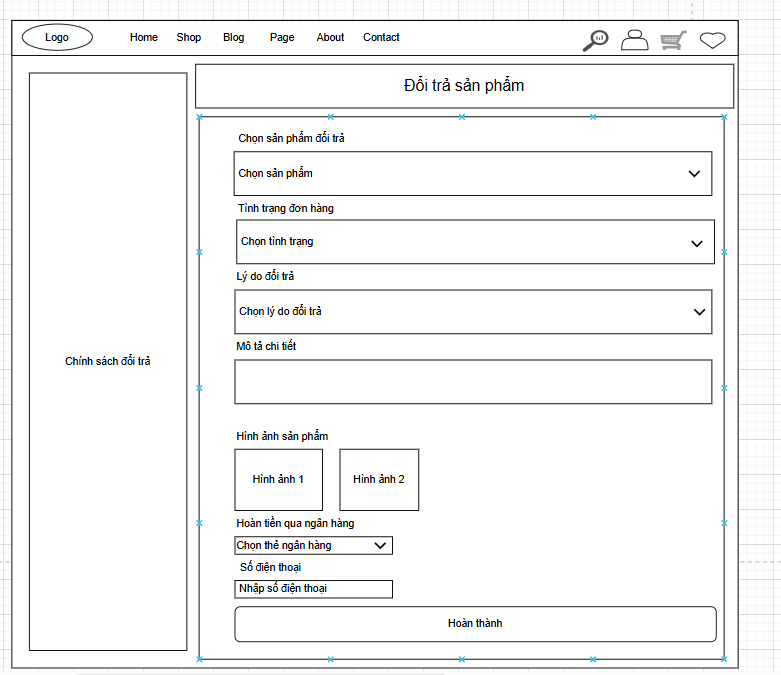 Logo
Home
Shop
Blog
Page
About
Contact
Đổi trả sản phẩm
Chính sách đổi trả
Chọn sản phẩm đổi trả
Chọn sản phẩm
Tình trạng đơn hàng
Chọn tình trạng
Lý do đổi trả
Chọn lý do đổi trả
Mô tả chi tiết
Hình ảnh sản phẩm
Hình ảnh 1
Hình ảnh 2
Hoàn tiền qua ngân hàng
Chọn thẻ ngân hàng
Số điện thoại
Nhập số điện thoại
Hoàn thành